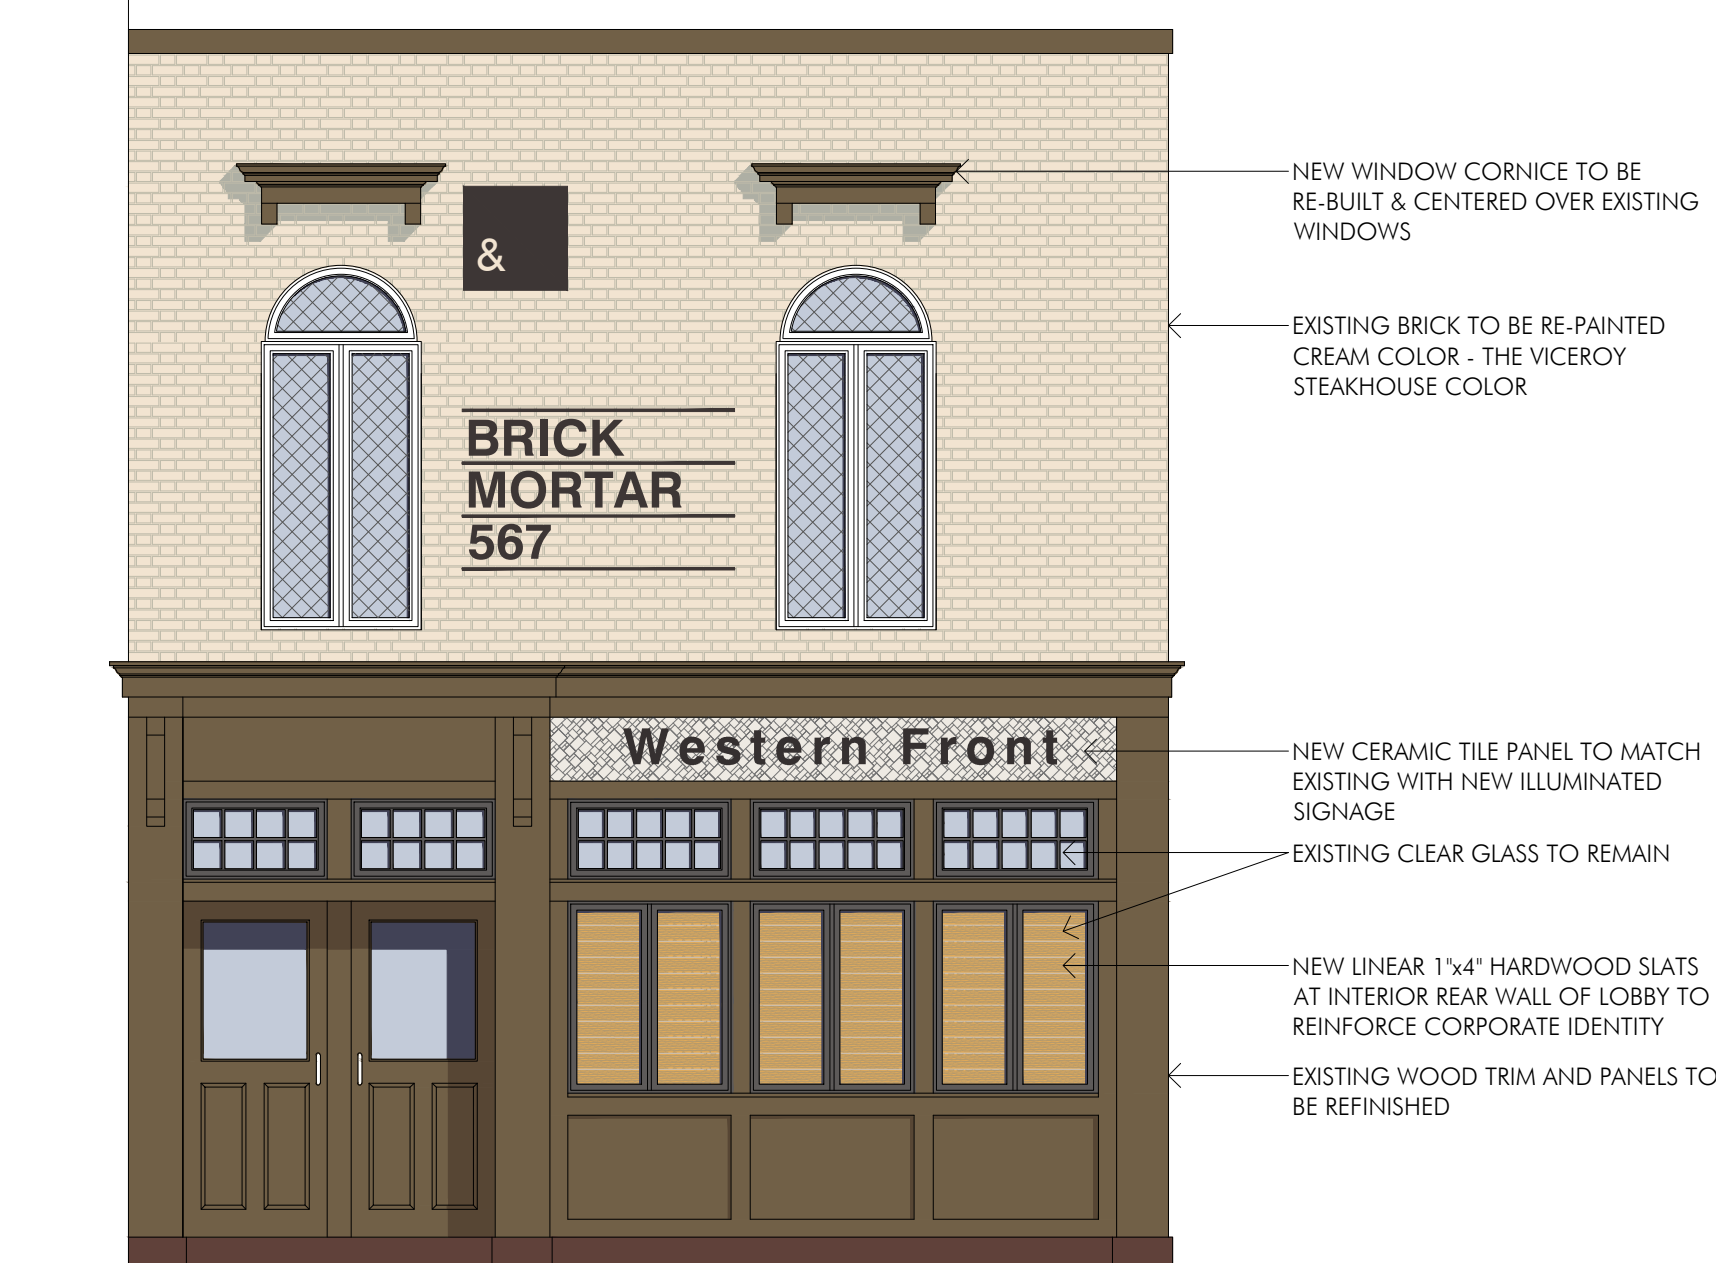 &
BRICK
MORTAR
567
Western Front
NEW WINDOW CORNICE TO BE
RE-BUILT & CENTERED OVER EXISTING
WINDOWS
EXISTING BRICK TO BE RE-PAINTED
CREAM COLOR - THE VICEROY
STEAKHOUSE COLOR
NEW CERAMIC TILE PANEL TO MATCH
EXISTING WITH NEW ILLUMINATED
SIGNAGE
EXISTING CLEAR GLASS TO REMAIN
NEW LINEAR 1"x4" HARDWOOD SLATS
AT INTERIOR REAR WALL OF LOBBY TO
REINFORCE CORPORATE IDENTITY
EXISTING WOOD TRIM AND PANELS TO
BE REFINISHED